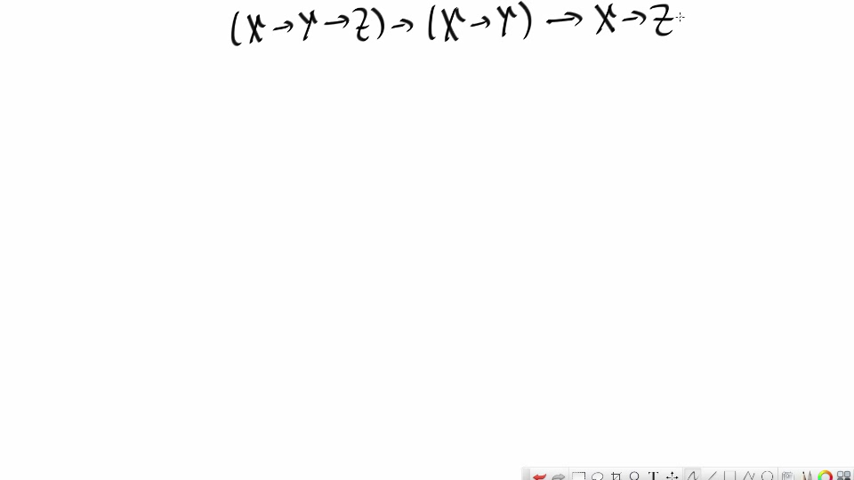 (X → Y → Z) → (X → Y) → X → Z